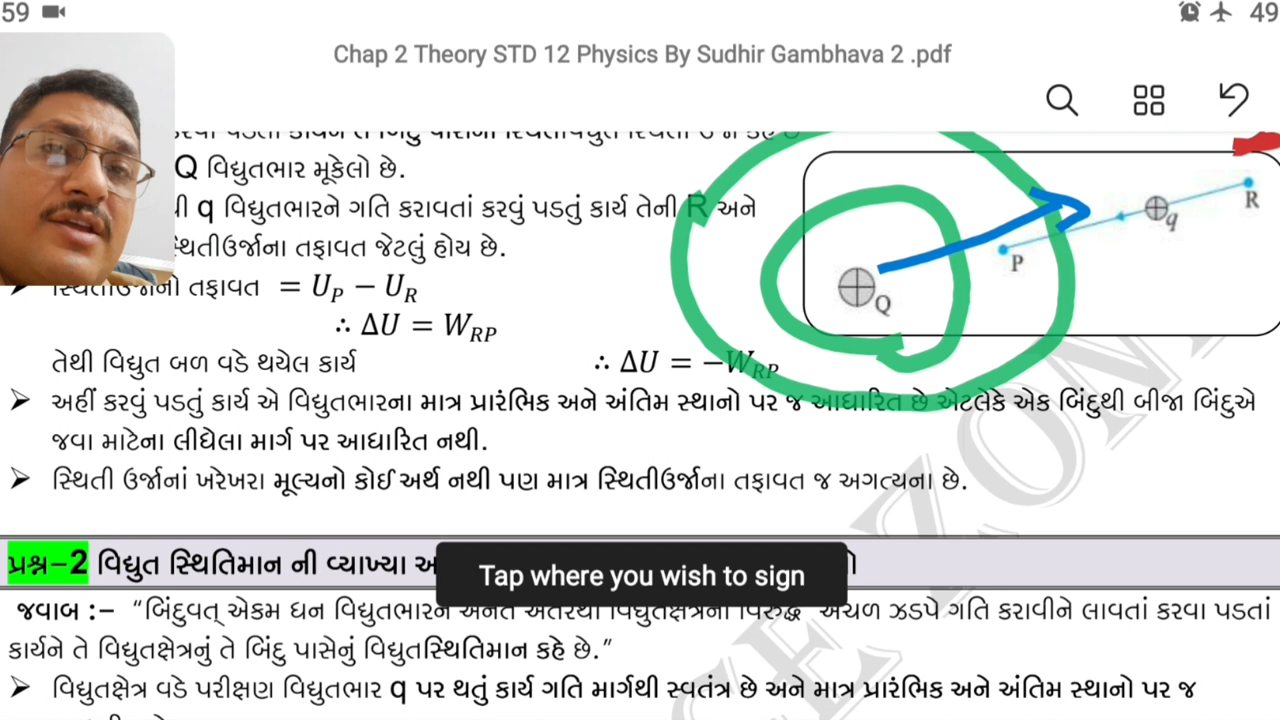 59
49
Chap 2 Theory STD 12 Physics By Sudhir Gambhava 2 .pdf
Q વિદ્યુતભાર મૂકેલો છે.
q વિદ્યુતભારને ગતિ કરાવતાં કરવું પડતું કાર્ય તેની R અને
સ્થિતીઉર્જાના તફાવત જેટલું હોય છે.
તફાવત = U_P − U_R
∴ ΔU = W_RP
તેથી વિદ્યુત બળ વડે થયેલ કાર્ય ∴ ΔU = −W_RP
Q
P
q
R
➢ અહીં કરવું પડતું કાર્ય એ વિદ્યુતભારના માત્ર પ્રારંભિક અને અંતિમ સ્થાનો પર જ આધારિત છે એટલેકે એક બિંદુથી બીજા બિંદુએ
જવા માટેના લીધેલા માર્ગ પર આધારિત નથી.
➢ સ્થિતી ઉર્જાનાં ખરેખરા મૂલ્યનો કોઈ અર્થ નથી પણ માત્ર સ્થિતીઉર્જાના તફાવત જ અગત્યના છે.
પ્રશ્ન–2 વિદ્યુત સ્થિતિમાન ની વ્યાખ્યા
Tap where you wish to sign
જવાબ :– “બિંદુવત્ એકમ ધન વિદ્યુતભારને અનંત અંતરેથી વિદ્યુતક્ષેત્રની વિરુદ્ધ અચળ ઝડપે ગતિ કરાવીને લાવતાં કરવા પડતાં
કાર્યને તે વિદ્યુતક્ષેત્રનું તે બિંદુ પાસેનું વિદ્યુતસ્થિતિમાન કહે છે.”
➢ વિદ્યુતક્ષેત્ર વડે પરીક્ષણ વિદ્યુતભાર q પર થતું કાર્ય ગતિ માર્ગથી સ્વતંત્ર છે અને માત્ર પ્રારંભિક અને અંતિમ સ્થાનો પર જ